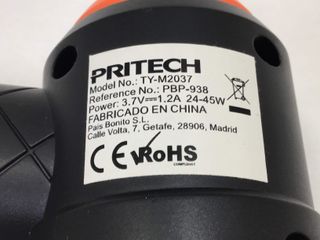 PRITECH
Model No.: TY-M2037
Reference No.: PBP-938
Power: 3.7V⎓1.2A 24-45W
FABRICADO EN CHINA
Pais Bonito S.L.
Calle Volta, 7, Getafe, 28906, Madrid
CE RoHS
COMPLIANT